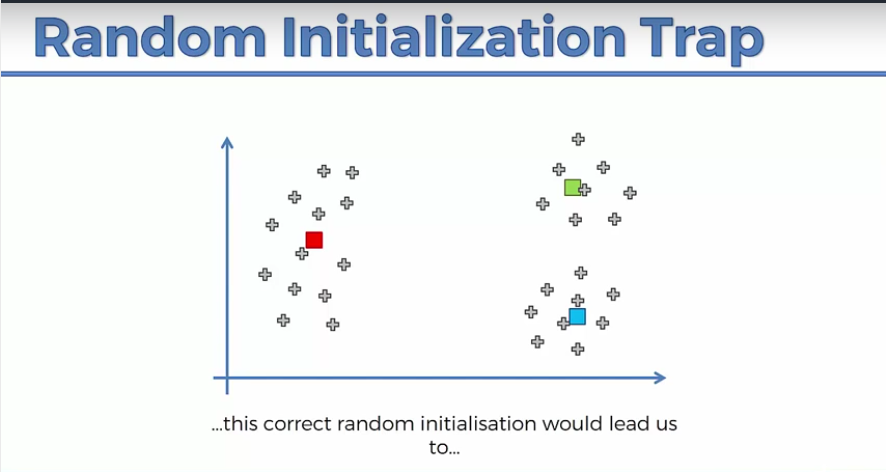 Random Initialization Trap
...this correct random initialisation would lead us
to...